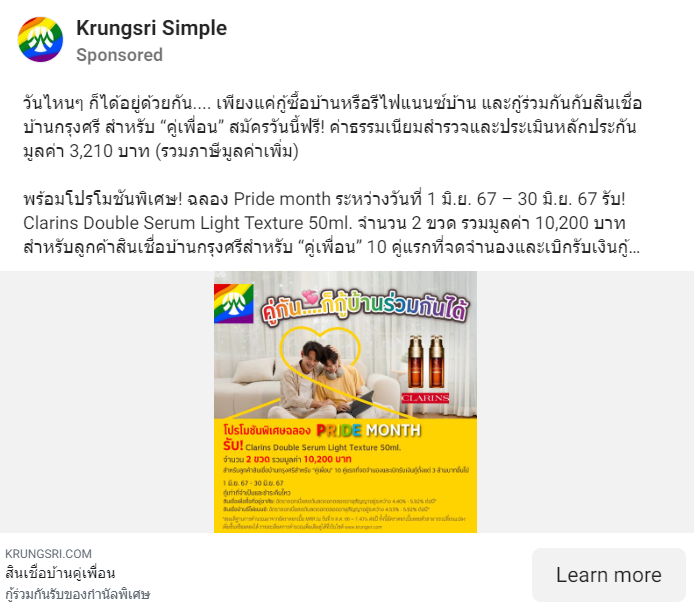 Krungsri Simple
Sponsored
วันไหนๆ ก็ได้อยู่ด้วยกัน.... เพียงแค่กู้ซื้อบ้านหรือรีไฟแนนซ์บ้าน และกู้ร่วมกันกับสินเชื่อ
บ้านกรุงศรี สำหรับ “คู่เพื่อน” สมัครวันนี้ฟรี! ค่าธรรมเนียมสำรวจและประเมินหลักประกัน
มูลค่า 3,210 บาท (รวมภาษีมูลค่าเพิ่ม)
พร้อมโปรโมชันพิเศษ! ฉลอง Pride month ระหว่างวันที่ 1 มิ.ย. 67 – 30 มิ.ย. 67 รับ!
Clarins Double Serum Light Texture 50ml. จำนวน 2 ขวด รวมมูลค่า 10,200 บาท
สำหรับลูกค้าสินเชื่อบ้านกรุงศรีสำหรับ “คู่เพื่อน” 10 คู่แรกที่จดจำนองและเบิกรับเงินกู้...
คู่กัน....ก็กู้บ้านร่วมกันได้
CLARINS
โปรโมชันพิเศษฉลอง PRIDE MONTH
รับ! Clarins Double Serum Light Texture 50ml.
จำนวน 2 ขวด รวมมูลค่า 10,200 บาท
สำหรับลูกค้าสินเชื่อบ้านกรุงศรีสำหรับ "คู่เพื่อน" 10 คู่แรกที่จดจำนองและเบิกรับเงินกู้ตั้งแต่ 3 ล้านบาทขึ้นไป
1 มิ.ย. 67 - 30 มิ.ย. 67
กู้เท่าที่จำเป็นและชำระคืนไหว
KRUNGSRI.COM
สินเชื่อบ้านคู่เพื่อน
กู้ร่วมกันรับของกำนัลพิเศษ
Learn more